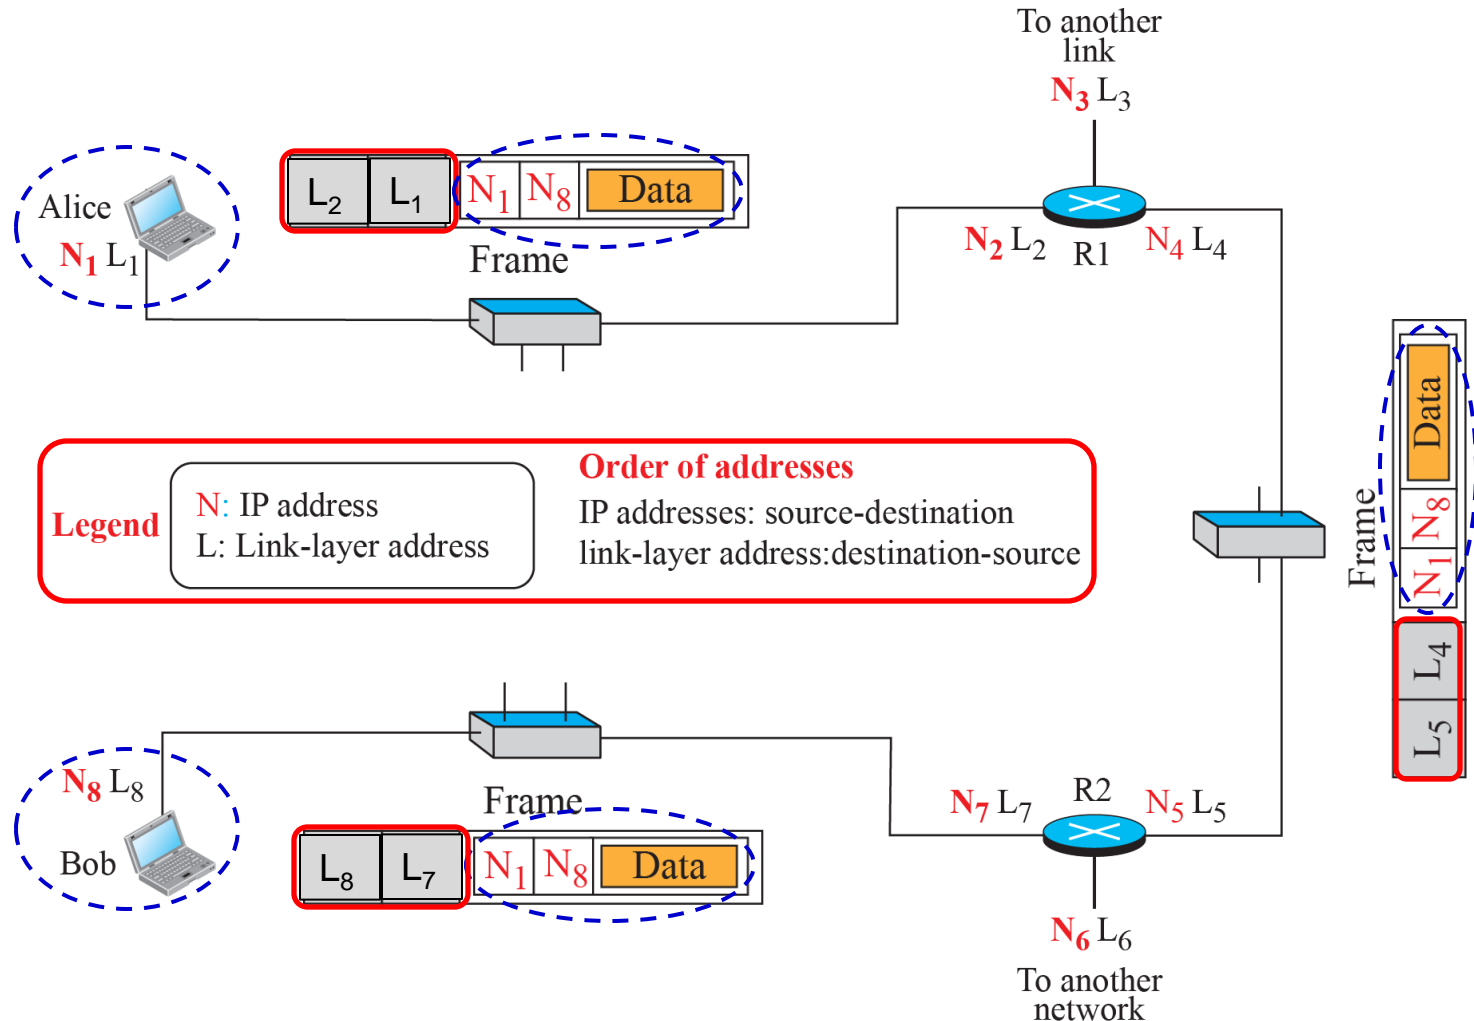 To another
link
N3 L3
Alice
N1 L1
L2 L1 N1 N8 Data
Frame
N2 L2
R1
N4 L4
Legend
N: IP address
L: Link-layer address
Order of addresses
IP addresses: source-destination
link-layer address:destination-source
Frame
Data
N8
N1
L4
L5
N8 L8
Bob
Frame
L8 L7 N1 N8 Data
N7 L7
R2
N5 L5
N6 L6
To another
network